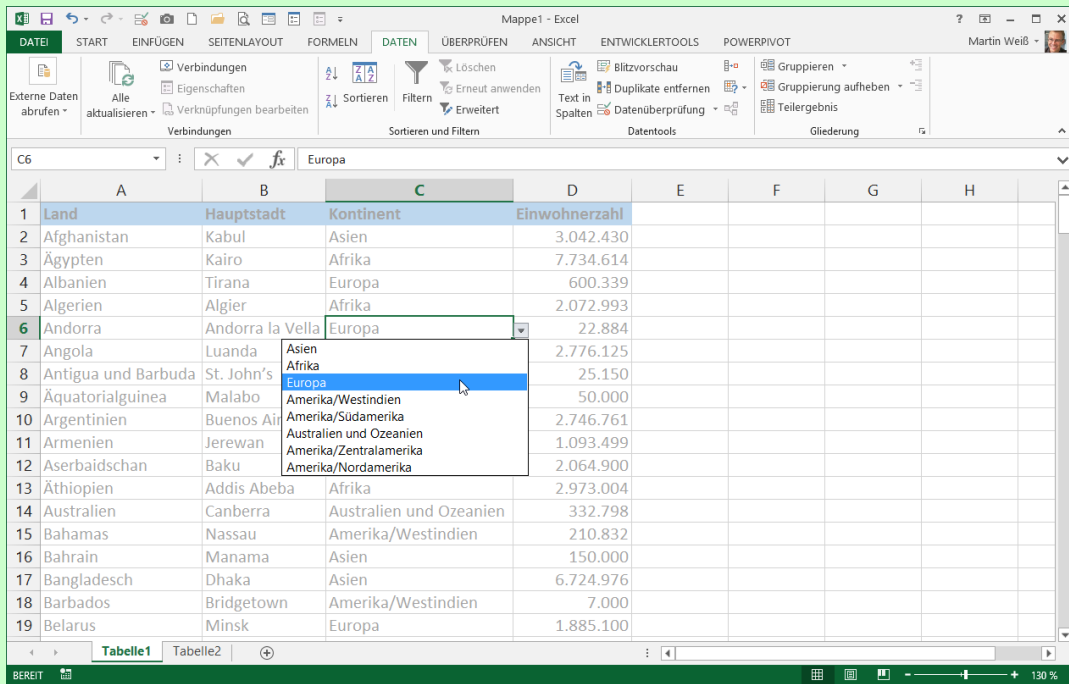 Mappe1 - Excel
?
DATEI START EINFÜGEN SEITENLAYOUT FORMELN DATEN ÜBERPRÜFEN ANSICHT ENTWICKLERTOOLS POWERPIVOT Martin Weiß
Externe Daten
abrufen
Alle
aktualisieren
Verbindungen
Eigenschaften
Verknüpfungen bearbeiten
Verbindungen
Sortieren
Filtern
Löschen
Erneut anwenden
Erweitert
Sortieren und Filtern
Text in
Spalten
Blitzvorschau
Duplikate entfernen
Datenüberprüfung
Datentools
Gruppieren
Gruppierung aufheben
Teilergebnis
Gliederung
C6 fx Europa
A B C D E F G H
1 Land Hauptstadt Kontinent Einwohnerzahl
2 Afghanistan Kabul Asien 3.042.430
3 Ägypten Kairo Afrika 7.734.614
4 Albanien Tirana Europa 600.339
5 Algerien Algier Afrika 2.072.993
6 Andorra Andorra la Vella Europa 22.884
7 Angola Luanda 2.776.125
8 Antigua und Barbuda St. John's 25.150
9 Äquatorialguinea Malabo 50.000
10 Argentinien Buenos Air 2.746.761
11 Armenien Jerewan 1.093.499
12 Aserbaidschan Baku 2.064.900
Asien
Afrika
Europa
Amerika/Westindien
Amerika/Südamerika
Australien und Ozeanien
Amerika/Zentralamerika
Amerika/Nordamerika
13 Äthiopien Addis Abeba Afrika 2.973.004
14 Australien Canberra Australien und Ozeanien 332.798
15 Bahamas Nassau Amerika/Westindien 210.832
16 Bahrain Manama Asien 150.000
17 Bangladesch Dhaka Asien 6.724.976
18 Barbados Bridgetown Amerika/Westindien 7.000
19 Belarus Minsk Europa 1.885.100
Tabelle1 Tabelle2
BEREIT 130 %